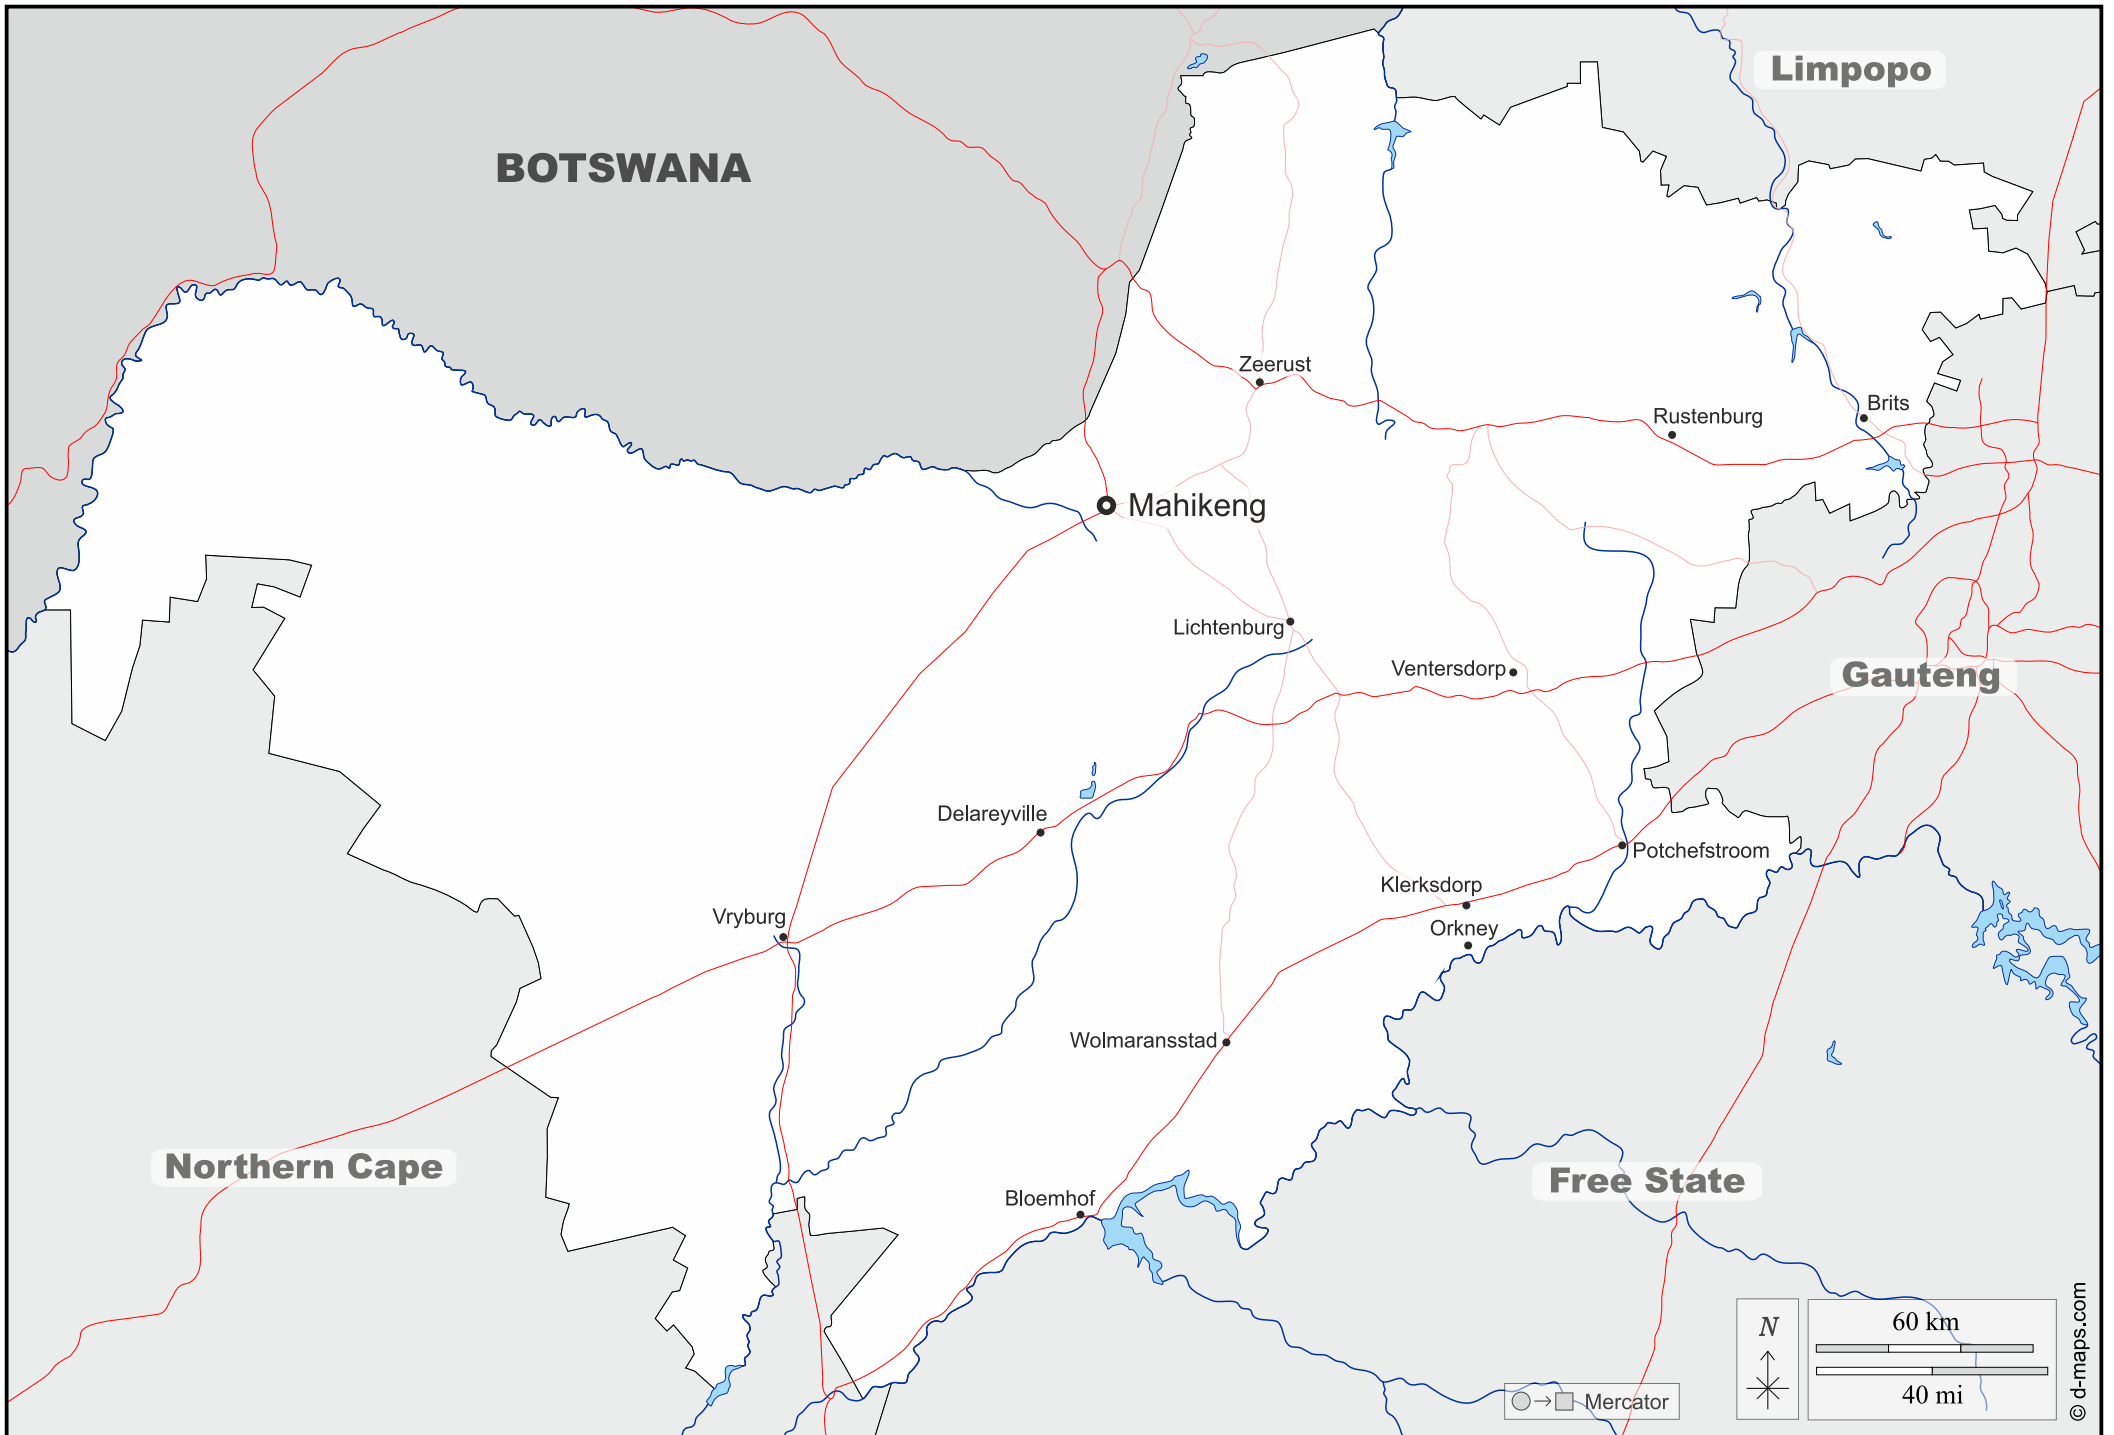 Limpopo
BOTSWANA
Zeerust
Brits
Rustenburg
Mahikeng
Lichtenburg
Ventersdorp
Gauteng
Delareyville
Potchefstroom
Klerksdorp
Vryburg
Orkney
Wolmaransstad
Northern Cape
Free State
Bloemhof
N
60 km
40 mi
Mercator
© d-maps.com